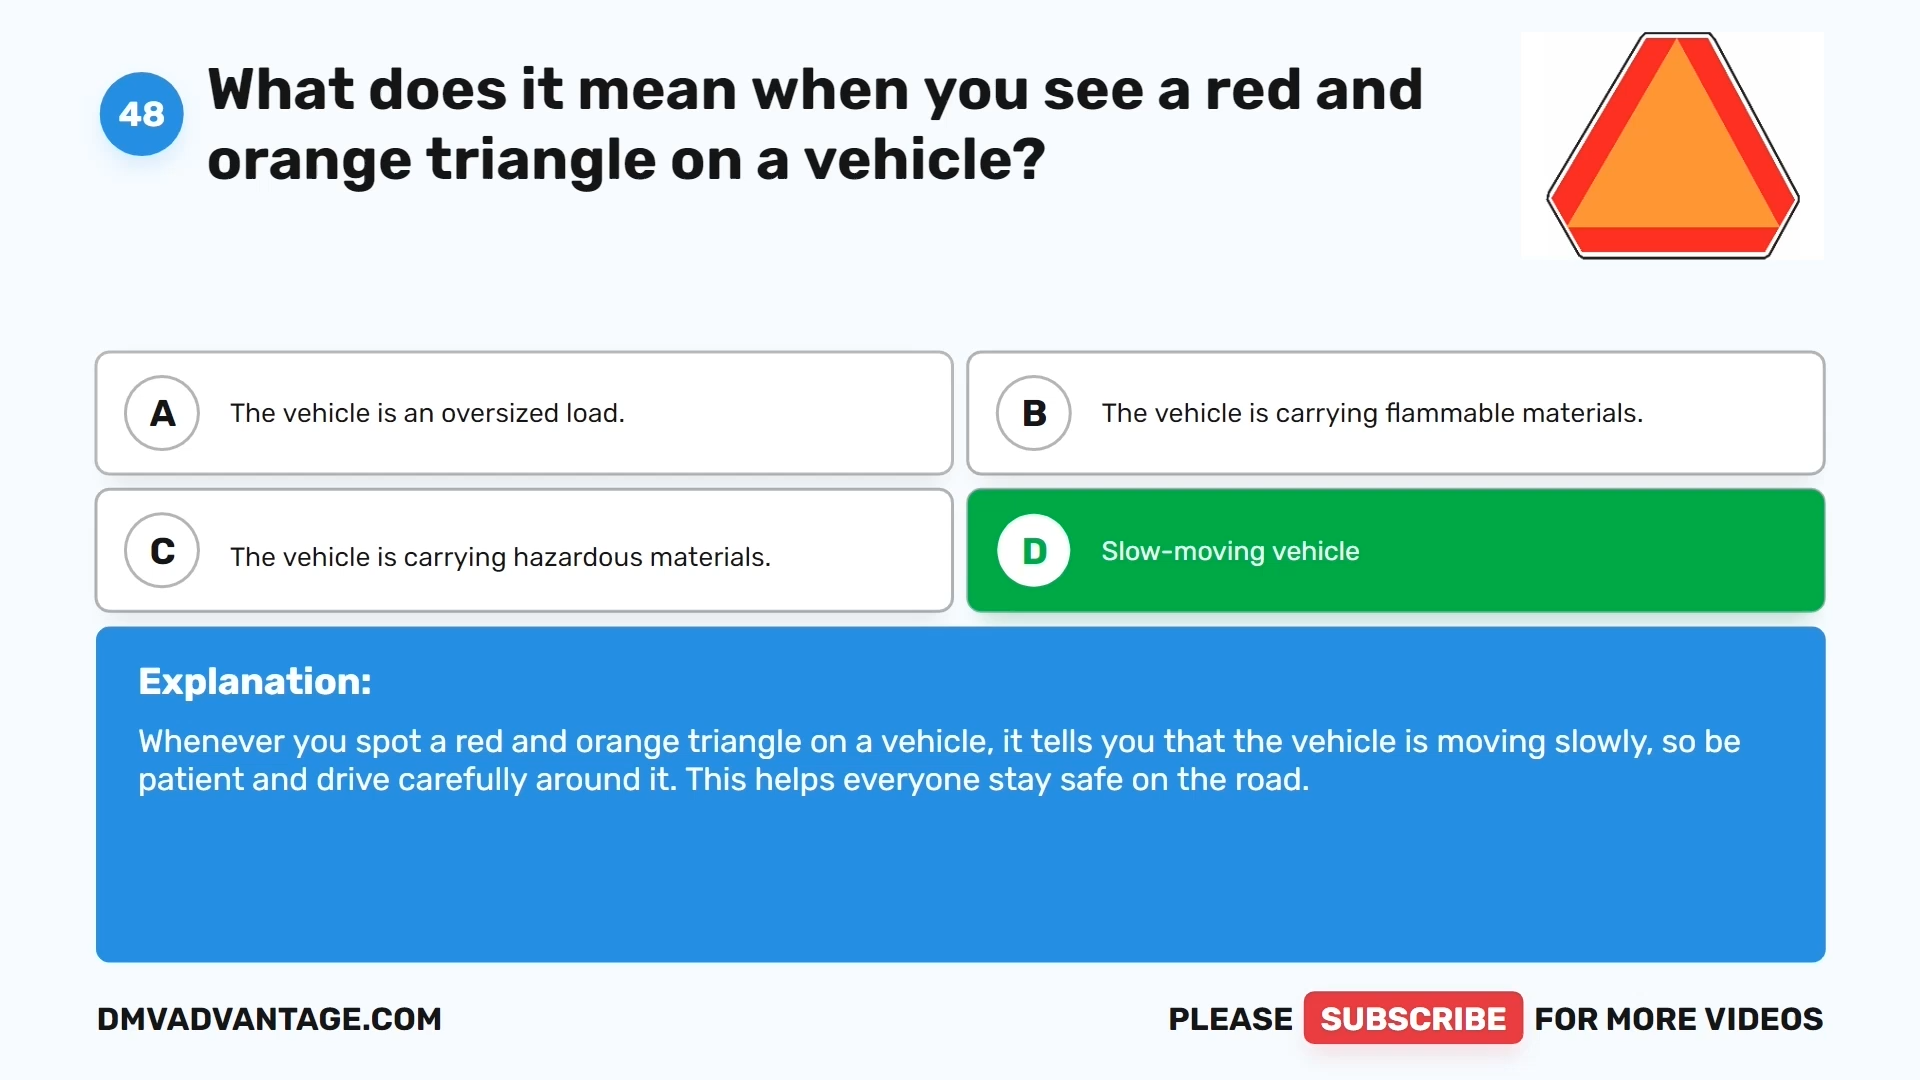 48
What does it mean when you see a red and
orange triangle on a vehicle?
A
The vehicle is an oversized load.
B
The vehicle is carrying flammable materials.
C
The vehicle is carrying hazardous materials.
D
Slow-moving vehicle
Explanation:
Whenever you spot a red and orange triangle on a vehicle, it tells you that the vehicle is moving slowly, so be
patient and drive carefully around it. This helps everyone stay safe on the road.
DMVADVANTAGE.COM
PLEASE SUBSCRIBE FOR MORE VIDEOS